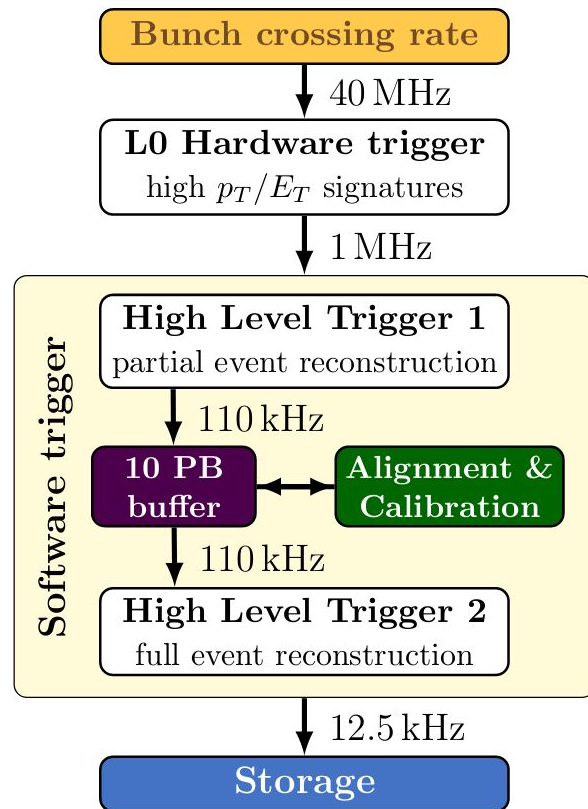 Bunch crossing rate
40 MHz
L0 Hardware trigger
high p_T/E_T signatures
1 MHz
Software trigger
High Level Trigger 1
partial event reconstruction
110 kHz
10 PB
buffer
Alignment &
Calibration
110 kHz
High Level Trigger 2
full event reconstruction
12.5 kHz
Storage